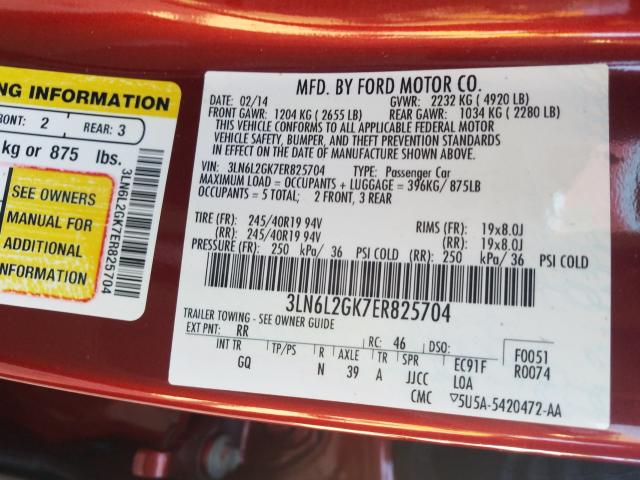 NG INFORMATION
RONT: 2 REAR: 3
kg or 875 lbs.
SEE OWNERS
MANUAL FOR
ADDITIONAL
INFORMATION
3LN6L2GK7ER825704
MFD. BY FORD MOTOR CO.
02/14 GVWR: 2232 KG ( 4920 LB)
FRONT GAWR: 1204 KG ( 2655 LB) REAR GAWR: 1034 KG ( 2280 LB)
THIS VEHICLE CONFORMS TO ALL APPLICABLE FEDERAL MOTOR
VEHICLE SAFETY, BUMPER, AND THEFT PREVENTION STANDARDS
IN EFFECT ON THE DATE OF MANUFACTURE SHOWN ABOVE.
VIN: 3LN6L2GK7ER825704 TYPE: Passenger Car
MAXIMUM LOAD = OCCUPANTS + LUGGAGE = 396KG/ 875LB
OCCUPANTS = 5 TOTAL; 2 FRONT, 3 REAR
TIRE (FR): 245/40R19 94V RIMS (FR): 19x8.0J
(RR): 245/40R19 94V (RR): 19x8.0J
PRESSURE (FR): 250 kPa/ 36 PSI COLD (RR): 250 kPa/ 36 PSI COLD
3LN6L2GK7ER825704
TRAILER TOWING - SEE OWNER GUIDE
EXT PNT: RR RC: 46 DSO: F0051
INT TR TP/PS R AXLE TR SPR EC91F R0074
GQ N 39 A JJCC LOA
CMC ▽5U5A-5420472-AA